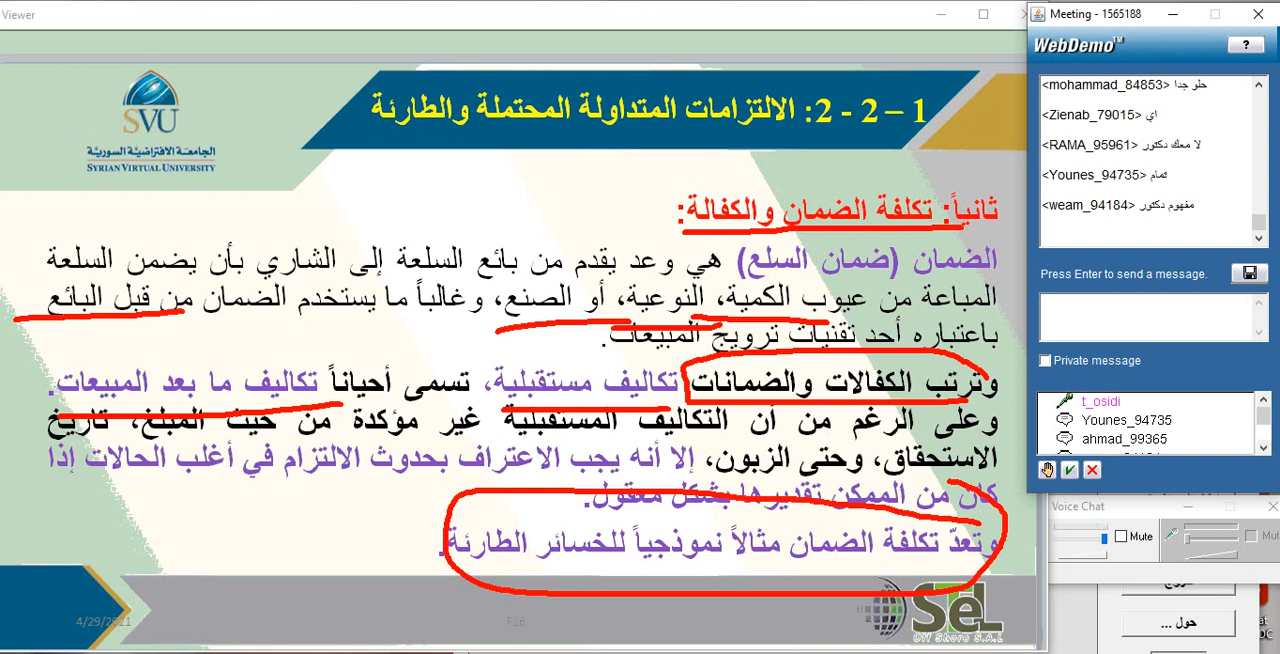 Viewer
SVU
الجامعة الافتراضية السورية
SYRIAN VIRTUAL UNIVERSITY
1 – 2 - 2: الالتزامات المتداولة المحتملة والطارئة
ثانياً: تكلفة الضمان والكفالة:
الضمان (ضمان السلع) هي وعد يقدم من بائع السلعة إلى الشاري بأن يضمن السلعة
المباعة من عيوب الكمية، النوعية، أو الصنع، وغالباً ما يستخدم الضمان من قبل البائع
باعتباره أحد تقنيات ترويج المبيعات.
وترتب الكفالات والضمانات تكاليف مستقبلية، تسمى أحياناً تكاليف ما بعد المبيعات.
وعلى الرغم من أن التكاليف المستقبلية غير مؤكدة من حيث المبلغ، تاريخ
الاستحقاق، وحتى الزبون، إلا أنه يجب الاعتراف بحدوث الالتزام في أغلب الحالات إذا
كان من الممكن تقديرها بشكل معقول.
وتعدّ تكلفة الضمان مثالاً نموذجياً للخسائر الطارئة.
4/29/2021
SeL
Off Shore S.A.L
Meeting - 1565188
WebDemo™
?
<mohammad_84853> حلو جدا
<Zienab_79015> اي
<RAMA_95961> لا معك دكتور
<Younes_94735> تمام
<weam_94184> مفهوم دكتور
Press Enter to send a message.
Private message
t_osidi
Younes_94735
ahmad_99365
Voice Chat
Mute
حول ...